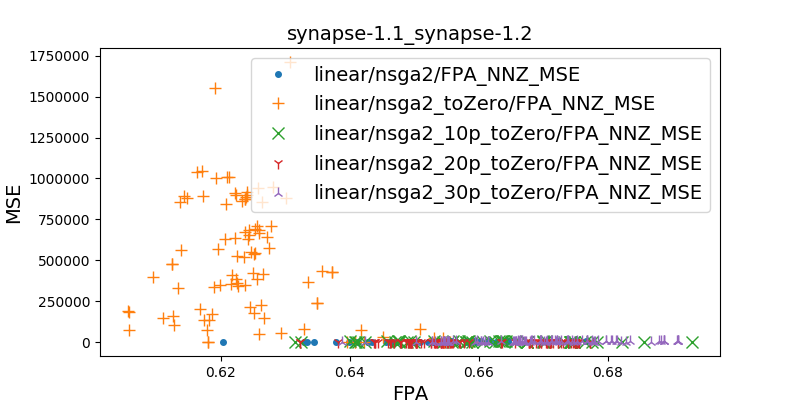 synapse-1.1_synapse-1.2
1750000
1500000
1250000
1000000
750000
500000
250000
0
MSE
linear/nsga2/FPA_NNZ_MSE
linear/nsga2_toZero/FPA_NNZ_MSE
linear/nsga2_10p_toZero/FPA_NNZ_MSE
linear/nsga2_20p_toZero/FPA_NNZ_MSE
linear/nsga2_30p_toZero/FPA_NNZ_MSE
0.62
0.64
0.66
0.68
FPA